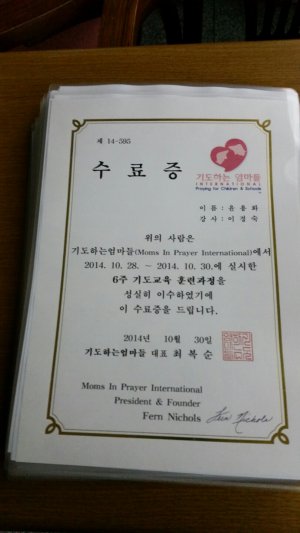 제 14-585
수 료 증
기도하는 엄마들
INTERNATIONAL
Praying for Children & Schools
이 름 : 윤 용 화
강 사 : 이 경 숙
위의 사람은
기도하는엄마들(Moms In Prayer International)에서
2014. 10. 28. ~ 2014. 10. 30.에 실시한
6주 기도교육 훈련과정을
성실히 이수하였기에
이 수료증을 드립니다.
2014년 10월 30일
기도하는엄마들 대표 최 복 순
Moms In Prayer International
President & Founder
Fern Nichols
Fern Nichols